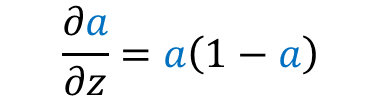 ∂a/∂z = a(1 − a)